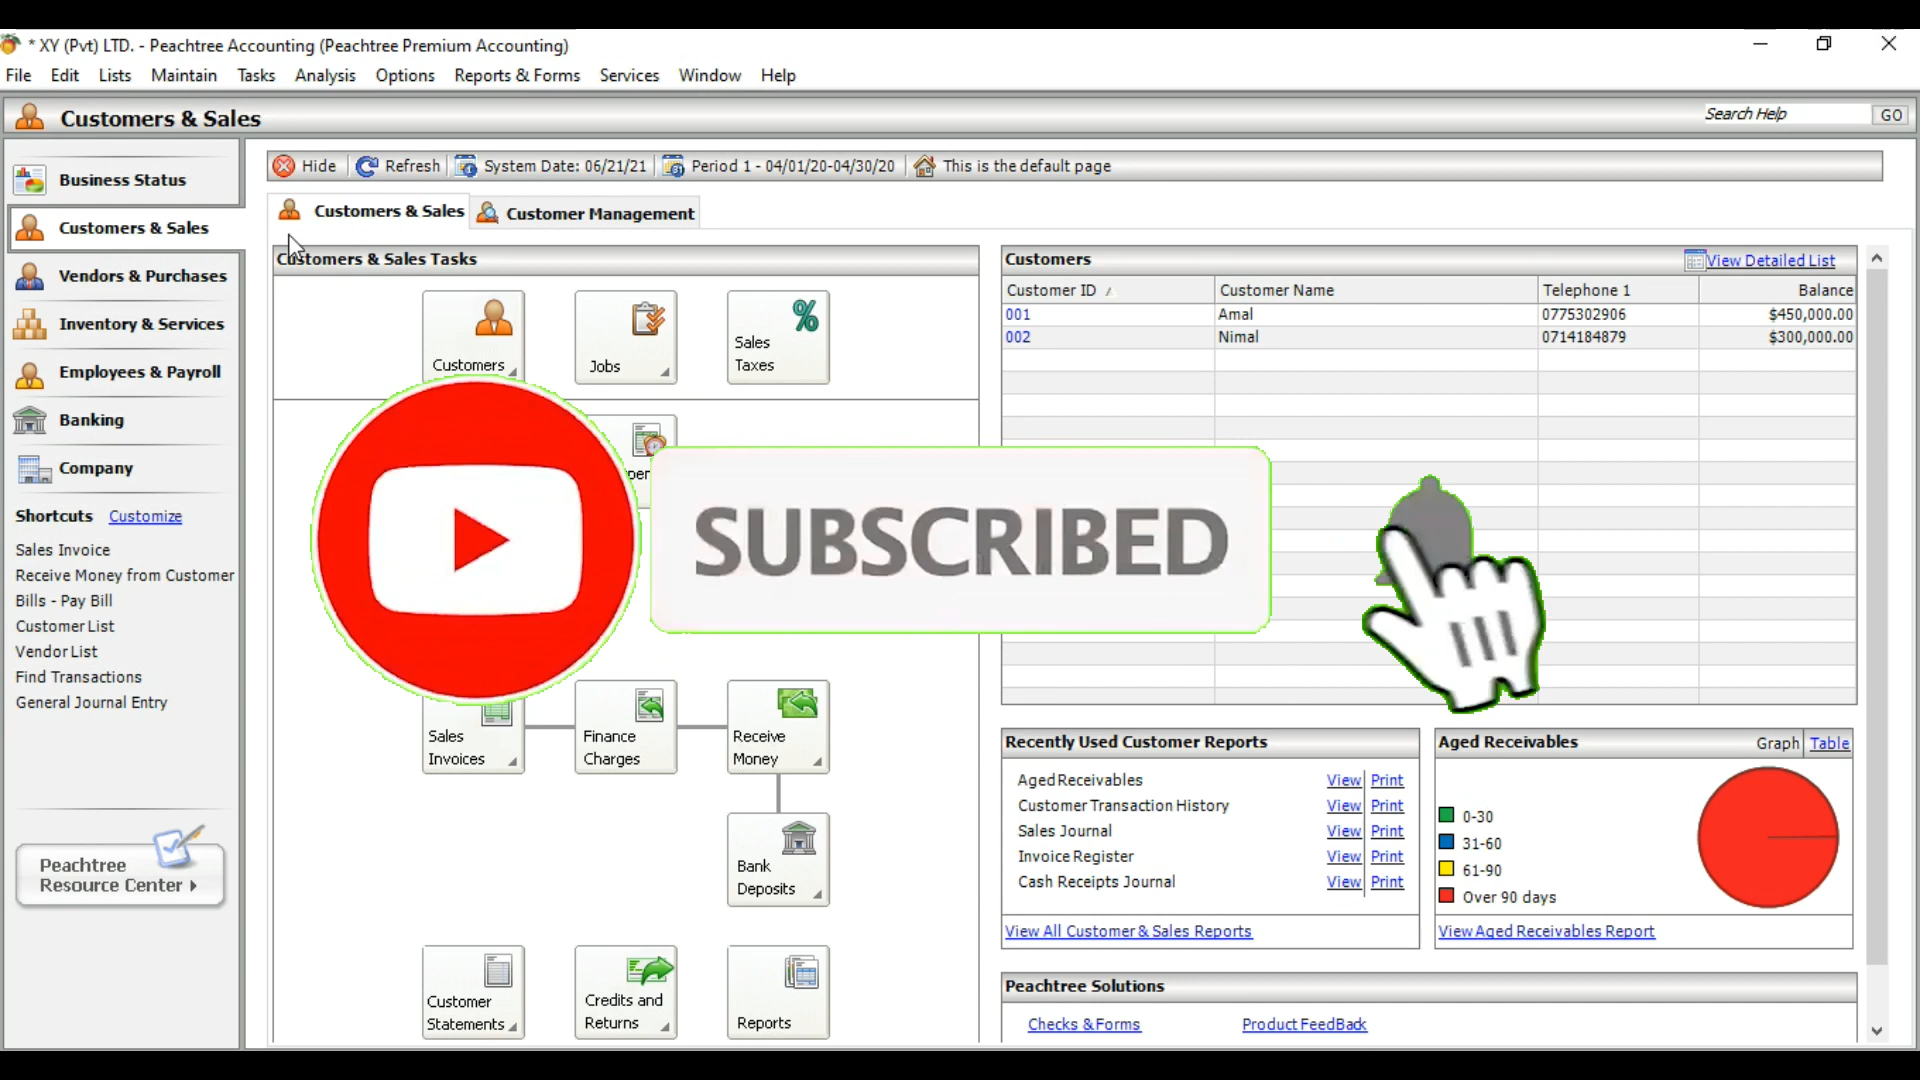 * XY (Pvt) LTD. - Peachtree Accounting (Peachtree Premium Accounting)
File Edit Lists Maintain Tasks Analysis Options Reports & Forms Services Window Help
Customers & Sales
Search Help
GO
Hide Refresh System Date: 06/21/21 Period 1 - 04/01/20-04/30/20 This is the default page
Business Status
Customers & Sales
Vendors & Purchases
Inventory & Services
Employees & Payroll
Banking
Company
Shortcuts Customize
Sales Invoice
Receive Money from Customer
Bills - Pay Bill
Customer List
Vendor List
Find Transactions
General Journal Entry
Peachtree
Resource Center
Customers & Sales Customer Management
Customers & Sales Tasks
Customers
Jobs
Sales
Taxes
SUBSCRIBED
Sales
Invoices
Finance
Charges
Receive
Money
Bank
Deposits
Customer
Statements
Credits and
Returns
Reports
Customers View Detailed List
Customer ID Customer Name Telephone 1 Balance
001 Amal 0775302906 $450,000.00
002 Nimal 0714184879 $300,000.00
Recently Used Customer Reports
Aged Receivables View Print
Customer Transaction History View Print
Sales Journal View Print
Invoice Register View Print
Cash Receipts Journal View Print
View All Customer & Sales Reports
Aged Receivables Graph Table
0-30
31-60
61-90
Over 90 days
View Aged Receivables Report
Peachtree Solutions
Checks & Forms Product FeedBack